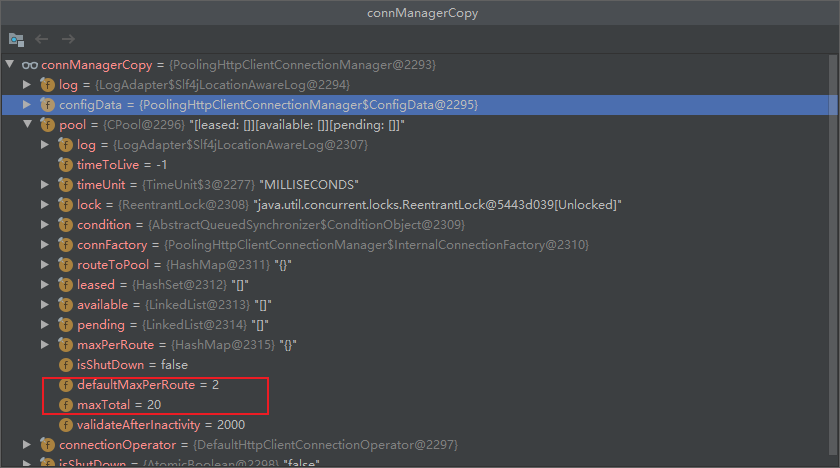 connManagerCopy
connManagerCopy = {PoolingHttpClientConnectionManager@2293}
f log = {LogAdapter$Slf4jLocationAwareLog@2294}
f configData = {PoolingHttpClientConnectionManager$ConfigData@2295}
f pool = {CPool@2296} "[leased: []][available: []][pending: []]"
f log = {LogAdapter$Slf4jLocationAwareLog@2307}
f timeToLive = -1
f timeUnit = {TimeUnit$3@2277} "MILLISECONDS"
f lock = {ReentrantLock@2308} "java.util.concurrent.locks.ReentrantLock@5443d039[Unlocked]"
f condition = {AbstractQueuedSynchronizer$ConditionObject@2309}
f connFactory = {PoolingHttpClientConnectionManager$InternalConnectionFactory@2310}
f routeToPool = {HashMap@2311} "{}"
f leased = {HashSet@2312} "[]"
f available = {LinkedList@2313} "[]"
f pending = {LinkedList@2314} "[]"
f maxPerRoute = {HashMap@2315} "{}"
f isShutDown = false
f defaultMaxPerRoute = 2
f maxTotal = 20
f validateAfterInactivity = 2000
f connectionOperator = {DefaultHttpClientConnectionOperator@2297}
f isShutDown = {AtomicBoolean@2298} "false"